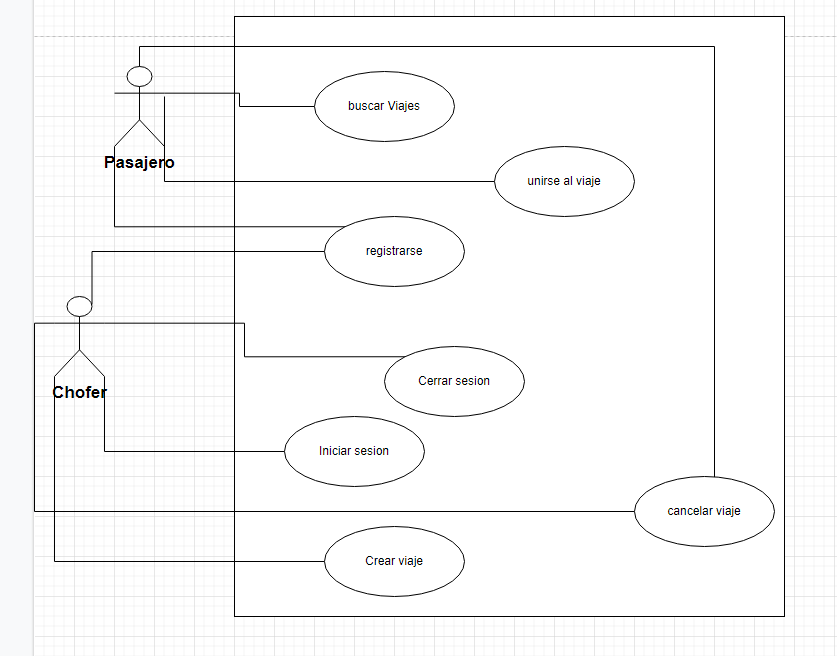 buscar Viajes
Pasajero
unirse al viaje
registrarse
Cerrar sesion
Chofer
Iniciar sesion
cancelar viaje
Crear viaje